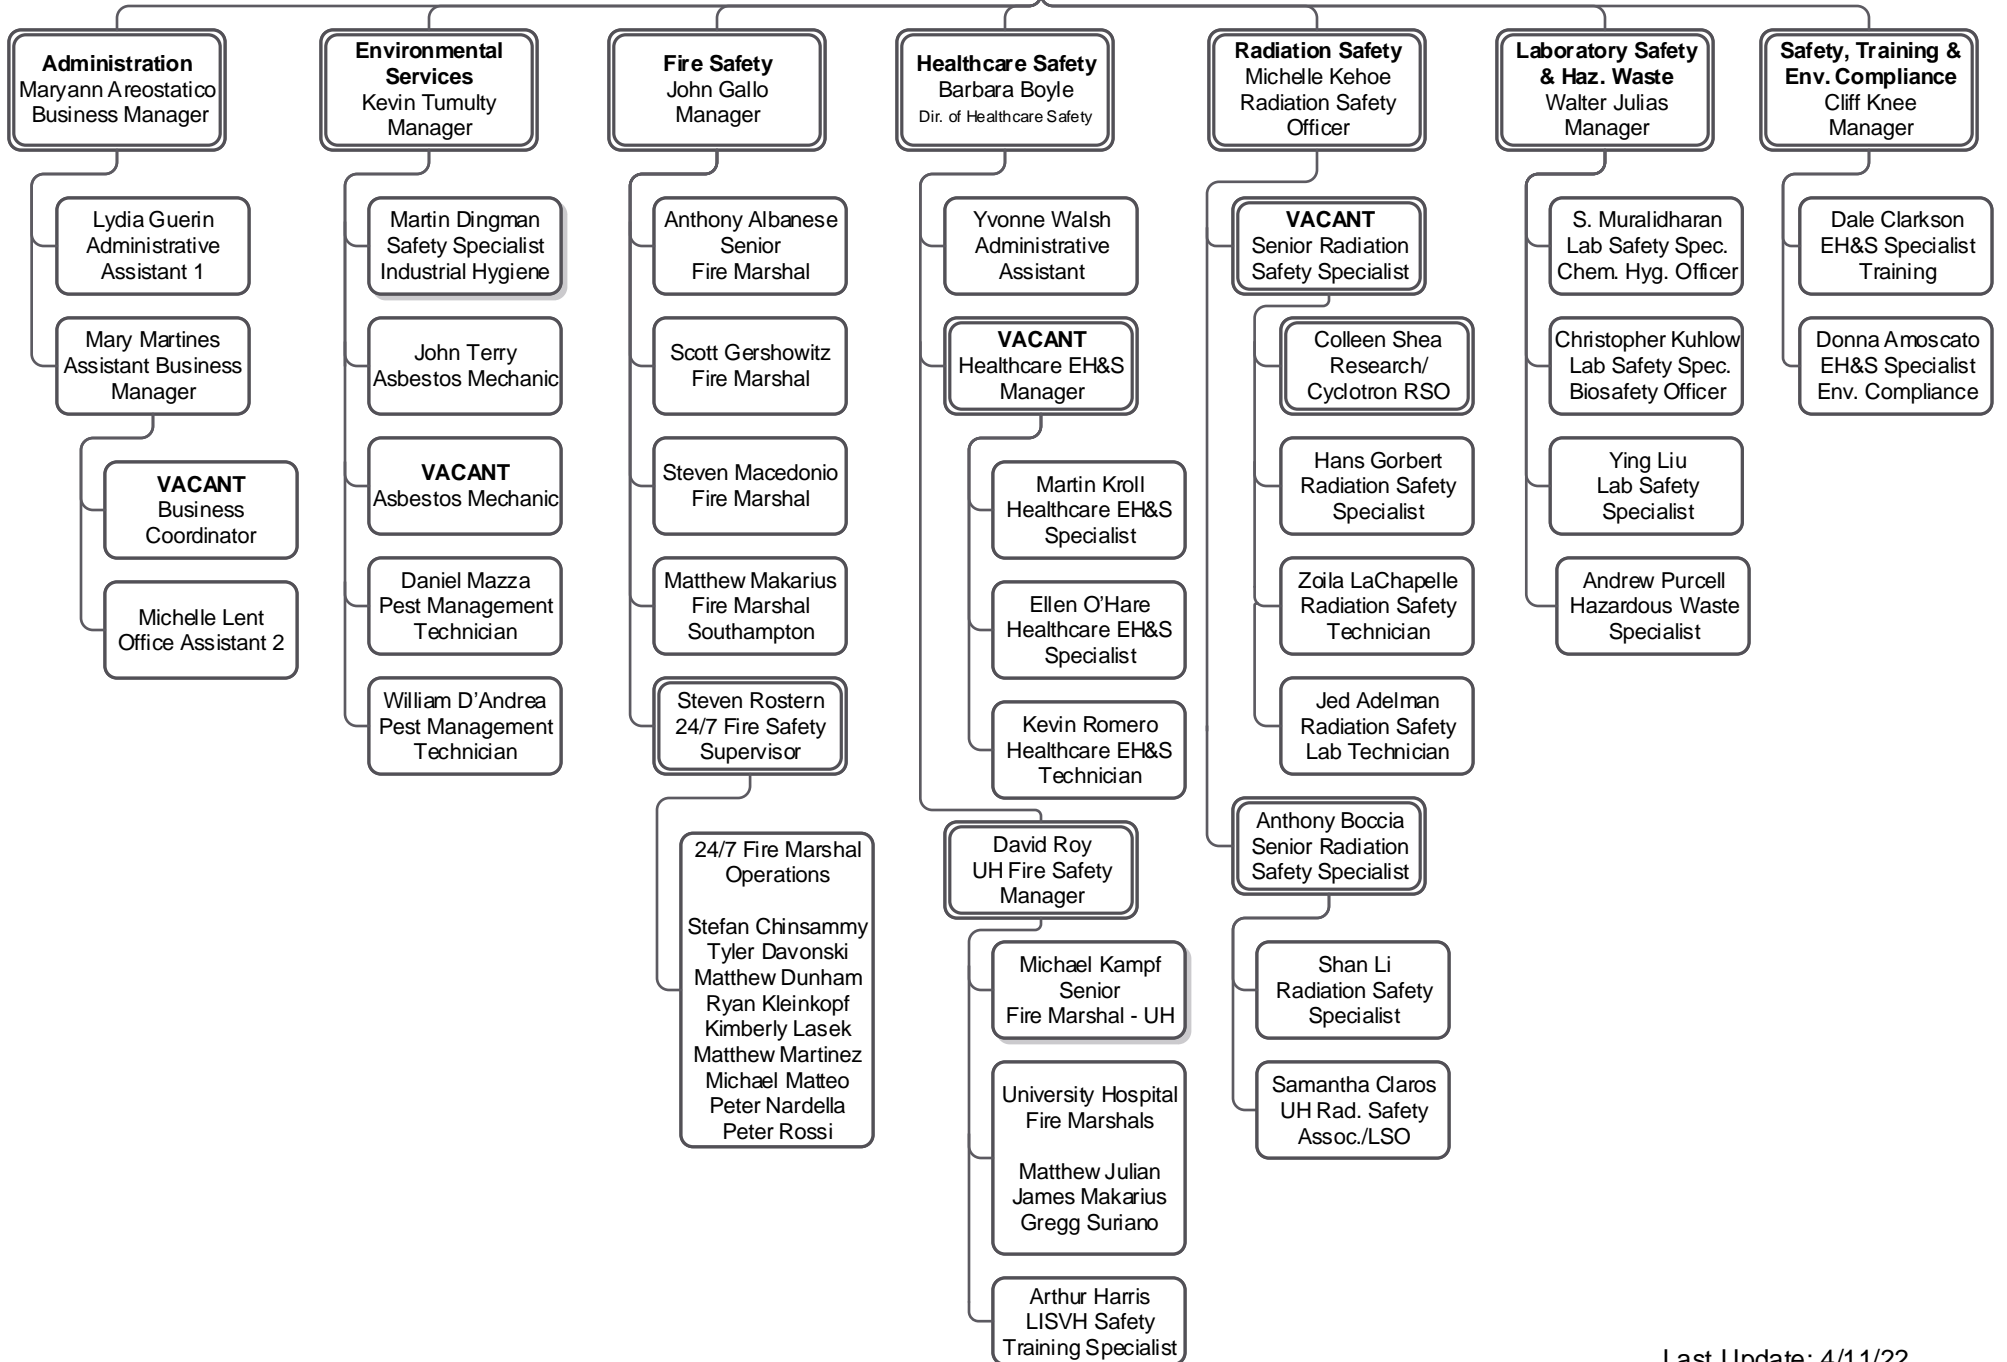 Administration
Maryann Areostatico
Business Manager
Lydia Guerin
Administrative
Assistant 1
Mary Martines
Assistant Business
Manager
VACANT
Business
Coordinator
Michelle Lent
Office Assistant 2
Environmental
Services
Kevin Tumulty
Manager
Martin Dingman
Safety Specialist
Industrial Hygiene
John Terry
Asbestos Mechanic
VACANT
Asbestos Mechanic
Daniel Mazza
Pest Management
Technician
William D’Andrea
Pest Management
Technician
Fire Safety
John Gallo
Manager
Anthony Albanese
Senior
Fire Marshal
Scott Gershowitz
Fire Marshal
Steven Macedonio
Fire Marshal
Matthew Makarius
Fire Marshal
Southampton
Steven Rostern
24/7 Fire Safety
Supervisor
24/7 Fire Marshal
Operations
Stefan Chinsammy
Tyler Davonski
Matthew Dunham
Ryan Kleinkopf
Kimberly Lasek
Matthew Martinez
Michael Matteo
Peter Nardella
Peter Rossi
Healthcare Safety
Barbara Boyle
Dir. of Healthcare Safety
Yvonne Walsh
Administrative
Assistant
VACANT
Healthcare EH&S
Manager
Martin Kroll
Healthcare EH&S
Specialist
Ellen O’Hare
Healthcare EH&S
Specialist
Kevin Romero
Healthcare EH&S
Technician
David Roy
UH Fire Safety
Manager
Michael Kampf
Senior
Fire Marshal - UH
University Hospital
Fire Marshals
Matthew Julian
James Makarius
Gregg Suriano
Arthur Harris
LISVH Safety
Training Specialist
Radiation Safety
Michelle Kehoe
Radiation Safety
Officer
VACANT
Senior Radiation
Safety Specialist
Colleen Shea
Research/
Cyclotron RSO
Hans Gorbert
Radiation Safety
Specialist
Zoila LaChapelle
Radiation Safety
Technician
Jed Adelman
Radiation Safety
Lab Technician
Anthony Boccia
Senior Radiation
Safety Specialist
Shan Li
Radiation Safety
Specialist
Samantha Claros
UH Rad. Safety
Assoc./LSO
Laboratory Safety
& Haz. Waste
Walter Julias
Manager
S. Muralidharan
Lab Safety Spec.
Chem. Hyg. Officer
Christopher Kuhlow
Lab Safety Spec.
Biosafety Officer
Ying Liu
Lab Safety
Specialist
Andrew Purcell
Hazardous Waste
Specialist
Safety, Training &
Env. Compliance
Cliff Knee
Manager
Dale Clarkson
EH&S Specialist
Training
Donna Amoscato
EH&S Specialist
Env. Compliance
Last Update: 4/11/22